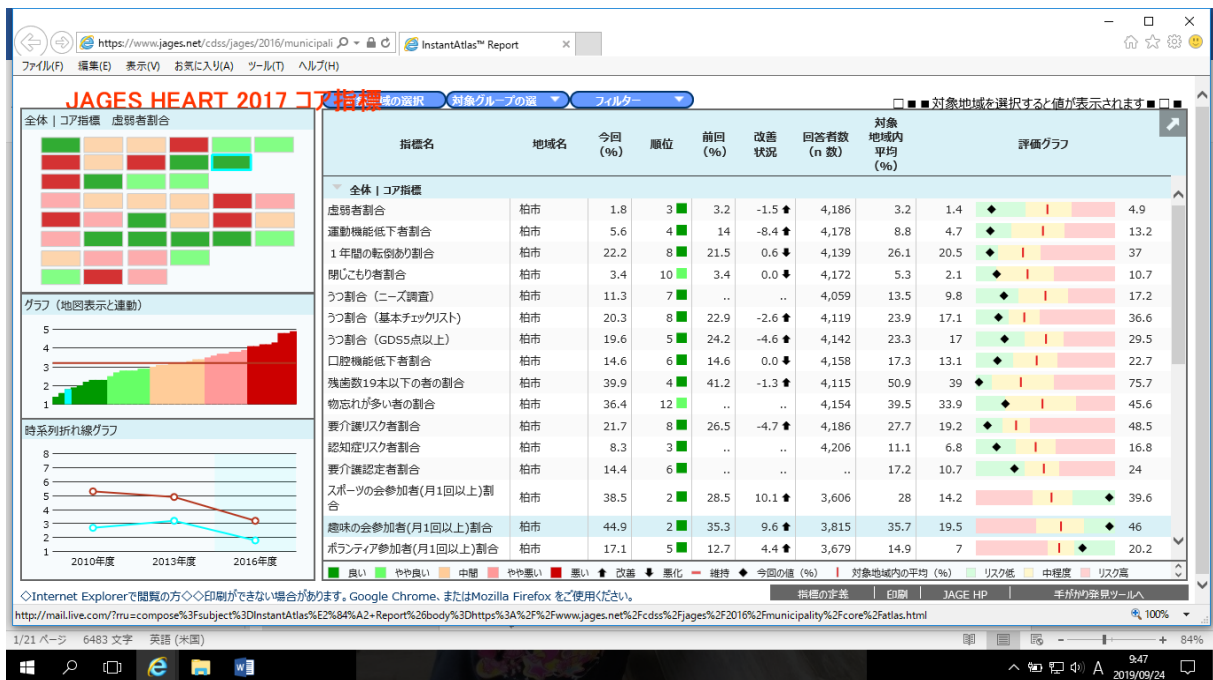 https://www.jages.net/cdss/jages/2016/municipali
InstantAtlas™ Report
ファイル(F) 編集(E) 表示(V) お気に入り(A) ツール(T) ヘルプ(H)
JAGES HEART 2017 コア指標
域の選択 対象グループの選 フィルター
□■■対象地域を選択すると値が表示されます■□■
全体 | コア指標 虚弱者割合
指標名 地域名 今回(%) 順位 前回(%) 改善状況 回答者数(n 数) 対象地域内平均(%) 評価グラフ
全体 | コア指標
虚弱者割合 柏市 1.8 3 3.2 -1.5 4,186 3.2 1.4 4.9
運動機能低下者割合 柏市 5.6 4 14 -8.4 4,178 8.8 4.7 13.2
1年間の転倒あり割合 柏市 22.2 8 21.5 0.6 4,139 26.1 20.5 37
閉じこもり者割合 柏市 3.4 10 3.4 0.0 4,172 5.3 2.1 10.7
うつ割合（ニーズ調査） 柏市 11.3 7 .. .. 4,059 13.5 9.8 17.2
うつ割合（基本チェックリスト) 柏市 20.3 8 22.9 -2.6 4,119 23.9 17.1 36.6
うつ割合（GDS5点以上） 柏市 19.6 5 24.2 -4.6 4,142 23.3 17 29.5
口腔機能低下者割合 柏市 14.6 6 14.6 0.0 4,158 17.3 13.1 22.7
残歯数19本以下の者の割合 柏市 39.9 4 41.2 -1.3 4,115 50.9 39 75.7
物忘れが多い者の割合 柏市 36.4 12 .. .. 4,154 39.5 33.9 45.6
要介護リスク者割合 柏市 21.7 8 26.5 -4.7 4,186 27.7 19.2 48.5
認知症リスク者割合 柏市 8.3 3 .. .. 4,206 11.1 6.8 16.8
要介護認定者割合 柏市 14.4 6 .. .. .. 17.2 10.7 24
スポーツの会参加者(月1回以上)割合 柏市 38.5 2 28.5 10.1 3,606 28 14.2 39.6
趣味の会参加者(月1回以上)割合 柏市 44.9 2 35.3 9.6 3,815 35.7 19.5 46
ボランティア参加者(月1回以上)割合 柏市 17.1 5 12.7 4.4 3,679 14.9 7 20.2
良い やや良い 中間 やや悪い 悪い 改善 悪化 維持 今回の値（%） 対象地域内の平均（%） リスク低 中程度 リスク高
グラフ（地図表示と連動）
5
4
3
2
1
時系列折れ線グラフ
8
7
6
5
4
3
2
1
2010年度 2013年度 2016年度
◇Internet Explorerで閲覧の方◇◇印刷ができない場合があります。Google Chrome、またはMozilla Firefox をご使用ください。
指標の定義 印刷 JAGE HP 手がかり発見ツールへ
http://mail.live.com/?rru=compose%3Fsubject%3DInstantAtlas%E2%84%A2+Report%26body%3Dhttps%3A%2F%2Fwww.jages.net%2Fcdss%2Fjages%2F2016%2Fmunicipality%2Fcore%2Fatlas.html
100%
1/21 ページ 6483 文字 英語 (米国)
84%
A
9:47
2019/09/24